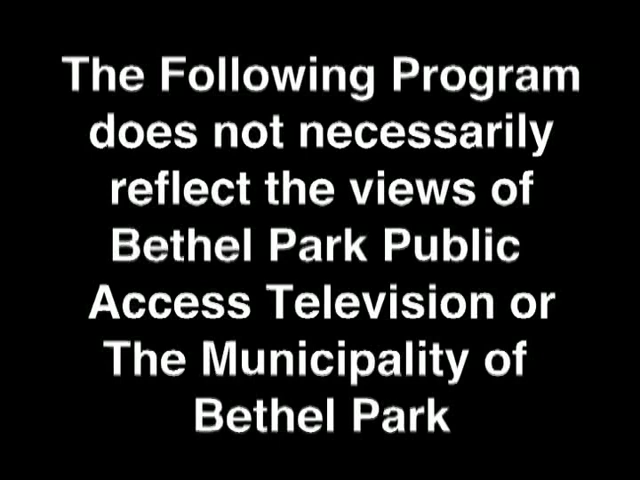 The Following Program
does not necessarily
reflect the views of
Bethel Park Public
Access Television or
The Municipality of
Bethel Park